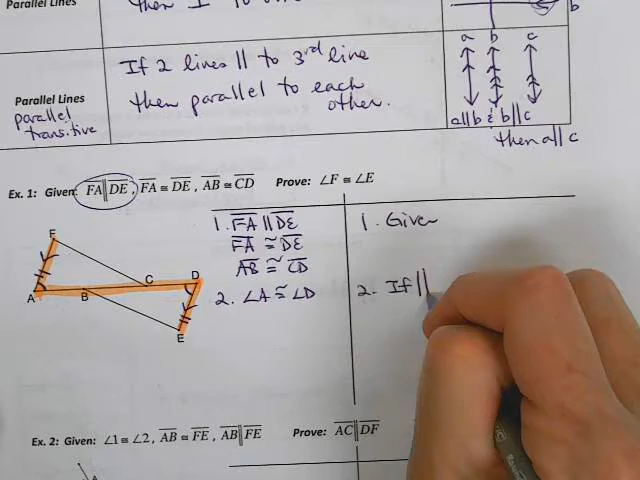 Parallel Lines
then
b
If 2 lines || to 3rd line
then parallel to each
other.
Parallel Lines
parallel
transitive
a b c
a||b & b||c
then a||c
Ex. 1: Given: FA||DE, FA ≅ DE, AB ≅ CD Prove: ∠F ≅ ∠E
1. FA || DE
FA ≅ DE
AB ≅ CD
1. Given
2. ∠A ≅ ∠D
2. If ||
F
A
B
C
D
E
Ex. 2: Given: ∠1 ≅ ∠2, AB ≅ FE, AB||FE Prove: AC||DF
A